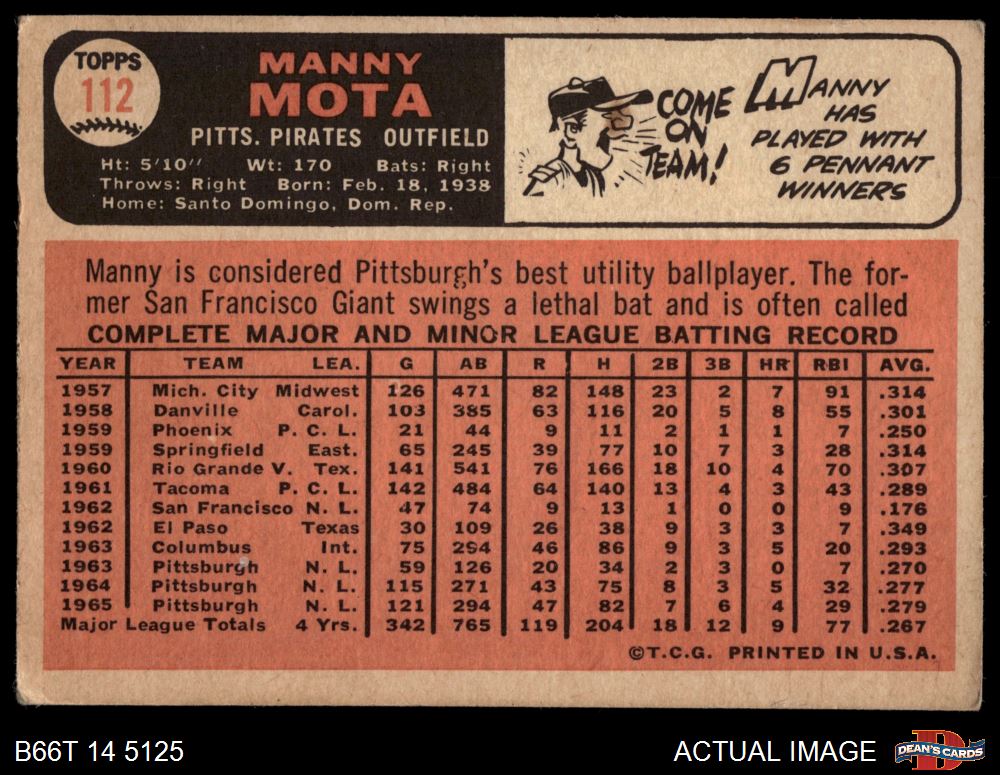 TOPPS
112
MANNY
MOTA
PITTS. PIRATES OUTFIELD
Ht: 5'10" Wt: 170 Bats: Right
Throws: Right Born: Feb. 18, 1938
Home: Santo Domingo, Dom. Rep.
COME
ON
TEAM!
MANNY
HAS
PLAYED WITH
6 PENNANT
WINNERS
Manny is considered Pittsburgh's best utility ballplayer. The for-
mer San Francisco Giant swings a lethal bat and is often called
COMPLETE MAJOR AND MINOR LEAGUE BATTING RECORD
YEAR TEAM LEA. G AB R H 2B 3B HR RBI AVG.
1957 Mich. City Midwest 126 471 82 148 23 2 7 91 .314
1958 Danville Carol. 103 385 63 116 20 5 8 55 .301
1959 Phoenix P. C. L. 21 44 9 11 2 1 1 7 .250
1959 Springfield East. 65 245 39 77 10 7 3 28 .314
1960 Rio Grande V. Tex. 141 541 76 166 18 10 4 70 .307
1961 Tacoma P. C. L. 142 484 64 140 13 4 3 43 .289
1962 San Francisco N. L. 47 74 9 13 1 0 0 9 .176
1962 El Paso Texas 30 109 26 38 9 3 3 7 .349
1963 Columbus Int. 75 294 46 86 9 3 5 20 .293
1963 Pittsburgh N. L. 59 126 20 34 2 3 0 7 .270
1964 Pittsburgh N. L. 115 271 43 75 8 3 5 32 .277
1965 Pittsburgh N. L. 121 294 47 82 7 6 4 29 .279
Major League Totals 4 Yrs. 342 765 119 204 18 12 9 77 .267
©T.C.G. PRINTED IN U.S.A.
B66T 14 5125
ACTUAL IMAGE
DEAN'S CARDS